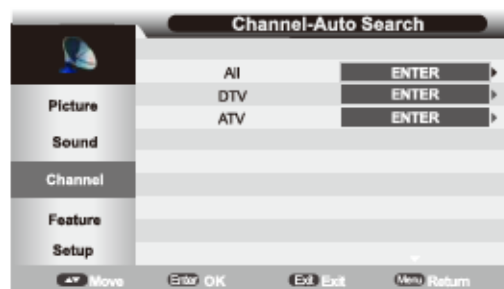 Channel-Auto Search
All ENTER
DTV ENTER
ATV ENTER
Picture
Sound
Channel
Feature
Setup
Move Enter OK Exit Exit Menu Return